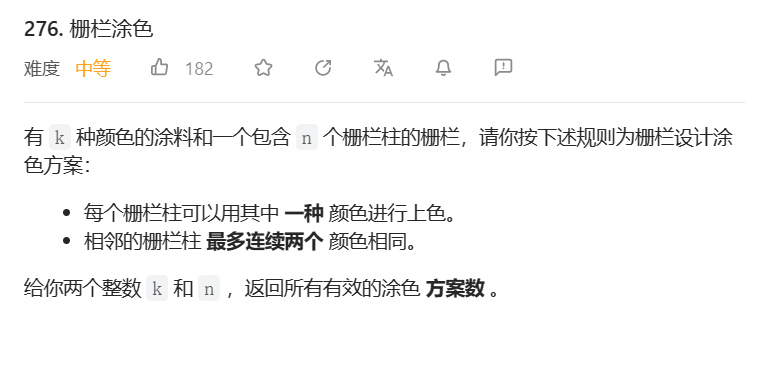 276. 栅栏涂色
难度 中等 182
有 k 种颜色的涂料和一个包含 n 个栅栏柱的栅栏，请你按下述规则为栅栏设计涂
色方案：
• 每个栅栏柱可以用其中 一种 颜色进行上色。
• 相邻的栅栏柱 最多连续两个 颜色相同。
给你两个整数 k 和 n ，返回所有有效的涂色 方案数 。